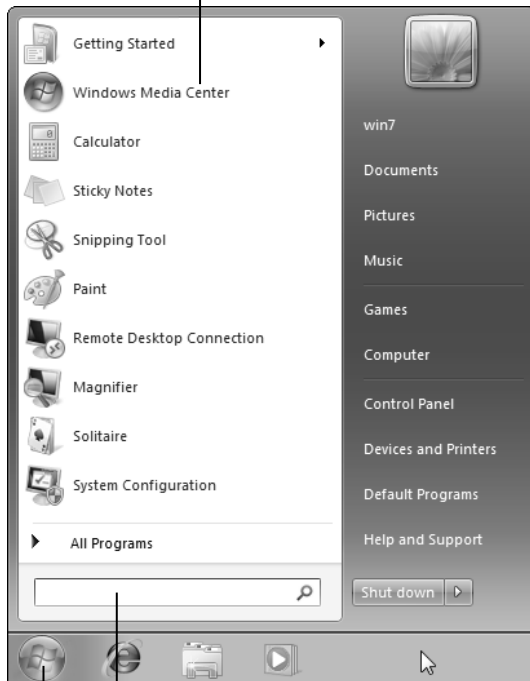 Getting Started
Windows Media Center
Calculator
Sticky Notes
Snipping Tool
Paint
Remote Desktop Connection
Magnifier
Solitaire
System Configuration
All Programs
win7
Documents
Pictures
Music
Games
Computer
Control Panel
Devices and Printers
Default Programs
Help and Support
Shut down